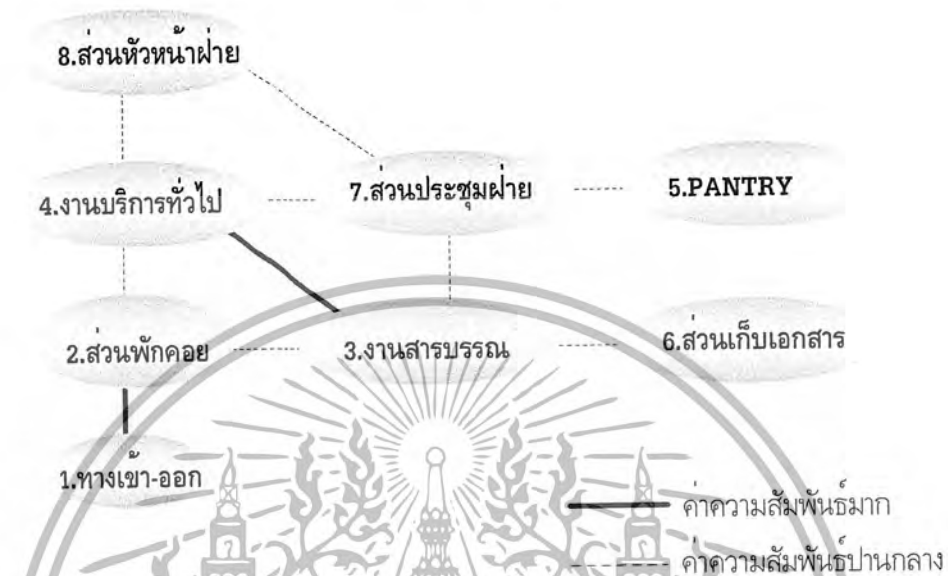 8.ส่วนหัวหน้าฝ่าย
4.งานบริการทั่วไป
7.ส่วนประชุมฝ่าย
5.PANTRY
2.ส่วนพักคอย
3.งานสารบรรณ
6.ส่วนเก็บเอกสาร
1.ทางเข้า-ออก
ค่าความสัมพันธ์มาก
ค่าความสัมพันธ์ปานกลาง